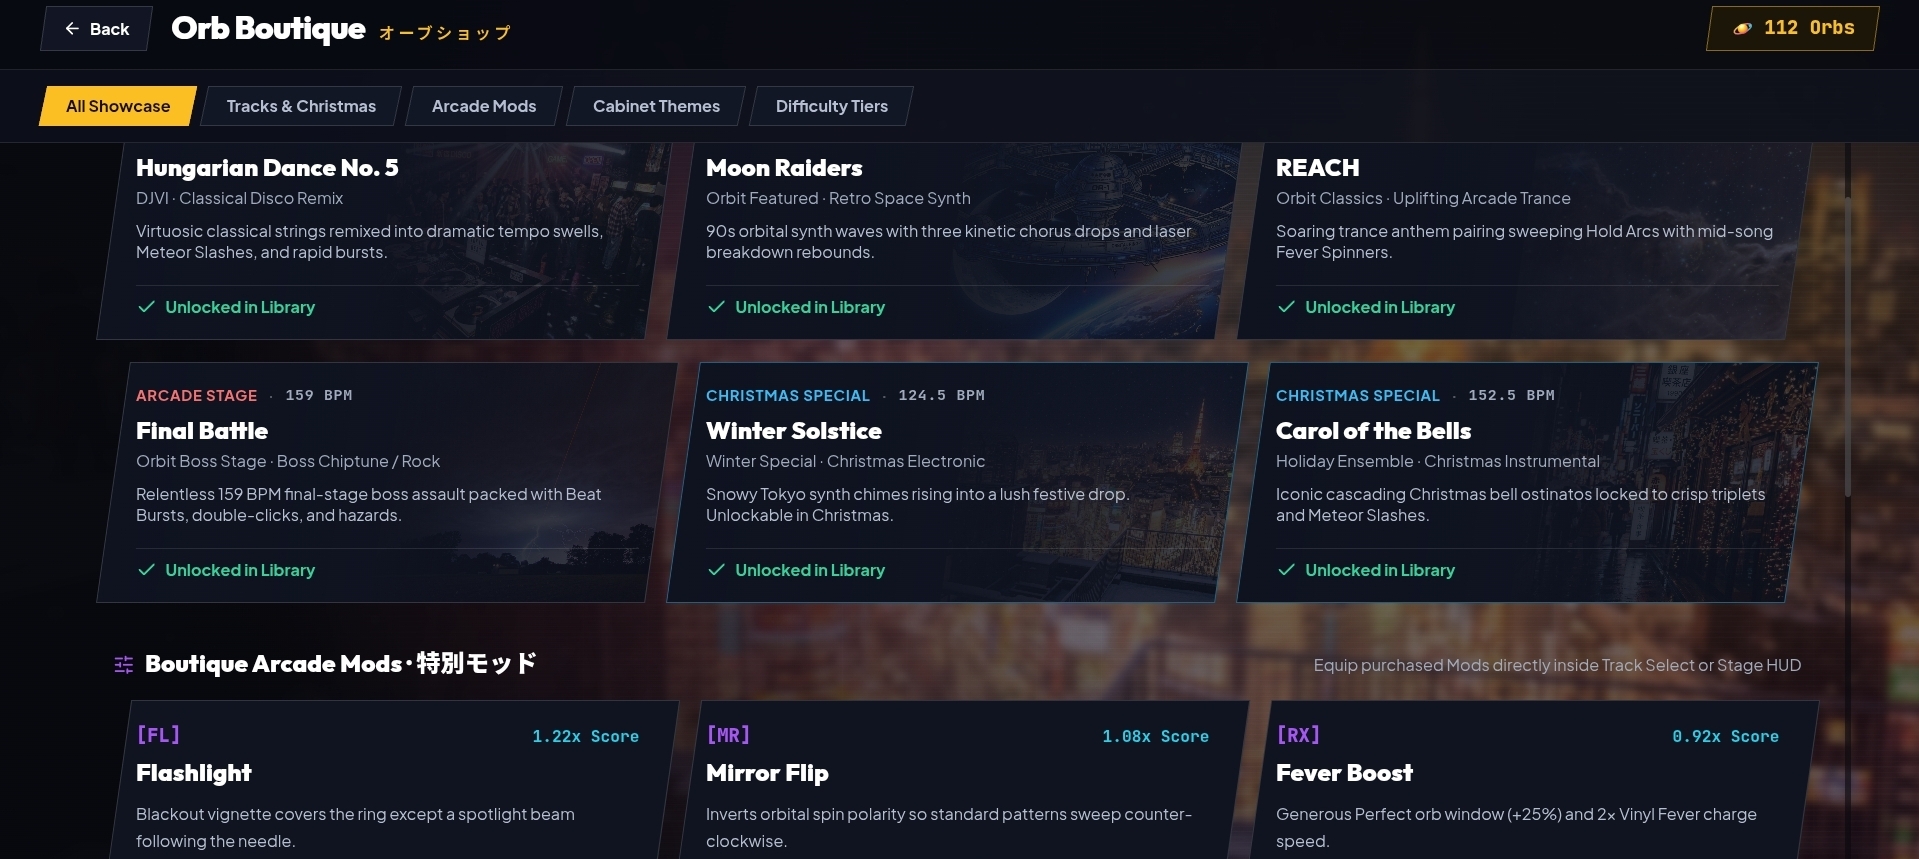 Back
Orb Boutique オーブショップ
112 Orbs
All Showcase
Tracks & Christmas
Arcade Mods
Cabinet Themes
Difficulty Tiers
Hungarian Dance No. 5
DJVI · Classical Disco Remix
Virtuosic classical strings remixed into dramatic tempo swells,
Meteor Slashes, and rapid bursts.
Unlocked in Library
Moon Raiders
Orbit Featured · Retro Space Synth
90s orbital synth waves with three kinetic chorus drops and laser
breakdown rebounds.
Unlocked in Library
REACH
Orbit Classics · Uplifting Arcade Trance
Soaring trance anthem pairing sweeping Hold Arcs with mid-song
Fever Spinners.
Unlocked in Library
ARCADE STAGE · 159 BPM
Final Battle
Orbit Boss Stage · Boss Chiptune / Rock
Relentless 159 BPM final-stage boss assault packed with Beat
Bursts, double-clicks, and hazards.
Unlocked in Library
CHRISTMAS SPECIAL · 124.5 BPM
Winter Solstice
Winter Special · Christmas Electronic
Snowy Tokyo synth chimes rising into a lush festive drop.
Unlockable in Christmas.
Unlocked in Library
CHRISTMAS SPECIAL · 152.5 BPM
Carol of the Bells
Holiday Ensemble · Christmas Instrumental
Iconic cascading Christmas bell ostinatos locked to crisp triplets
and Meteor Slashes.
Unlocked in Library
Boutique Arcade Mods · 特別モッド
Equip purchased Mods directly inside Track Select or Stage HUD
[FL]
1.22x Score
Flashlight
Blackout vignette covers the ring except a spotlight beam
following the needle.
[MR]
1.08x Score
Mirror Flip
Inverts orbital spin polarity so standard patterns sweep counter-
clockwise.
[RX]
0.92x Score
Fever Boost
Generous Perfect orb window (+25%) and 2× Vinyl Fever charge
speed.